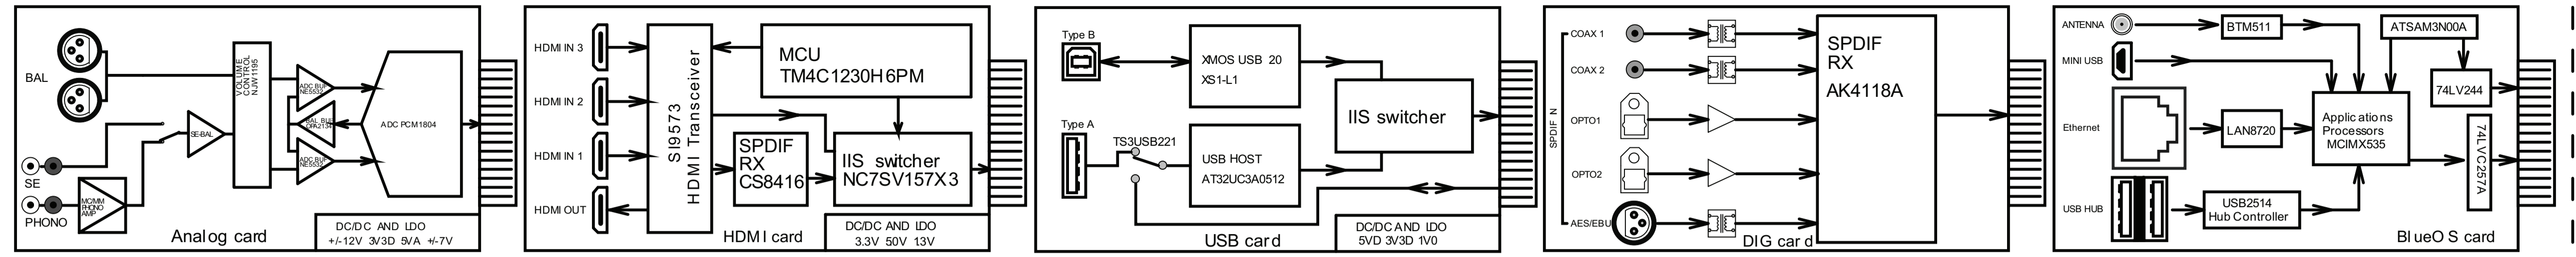 BAL
SE
PHONO
MC/MM
PHONO
AMP
SE-BAL
VOLUME
CONTROL
NJW1195
ADC BUF
NE5532
BAL BUF
OPA2134
ADC BUF
NE5532
ADC PCM1804
Analog card
DC/DC AND LDO
+/-12V 3V3D 5VA +/-7V
HDMI IN 3
HDMI IN 2
HDMI IN 1
HDMI OUT
SI9573
HDMI Transceiver
MCU
TM4C1230H6PM
SPDIF
RX
CS8416
IIS switcher
NC7SV157X3
HDMI card
DC/DC AND LDO
3.3V 50V 13V
Type B
Type A
TS3USB221
XMOS USB 20
XS1-L1
USB HOST
AT32UC3A0512
IIS switcher
USB card
DC/DC AND LDO
5VD 3V3D 1V0
SPDIF IN
COAX 1
COAX 2
OPTO1
OPTO2
AES/EBU
SPDIF
RX
AK4118A
DIG card
ANTENNA
MINI USB
Ethernet
USB HUB
BTM511
LAN8720
USB2514
Hub Controller
ATSAM3N00A
74LV244
Applications
Processors
MCIMX535
74LVC257A
BlueOS card